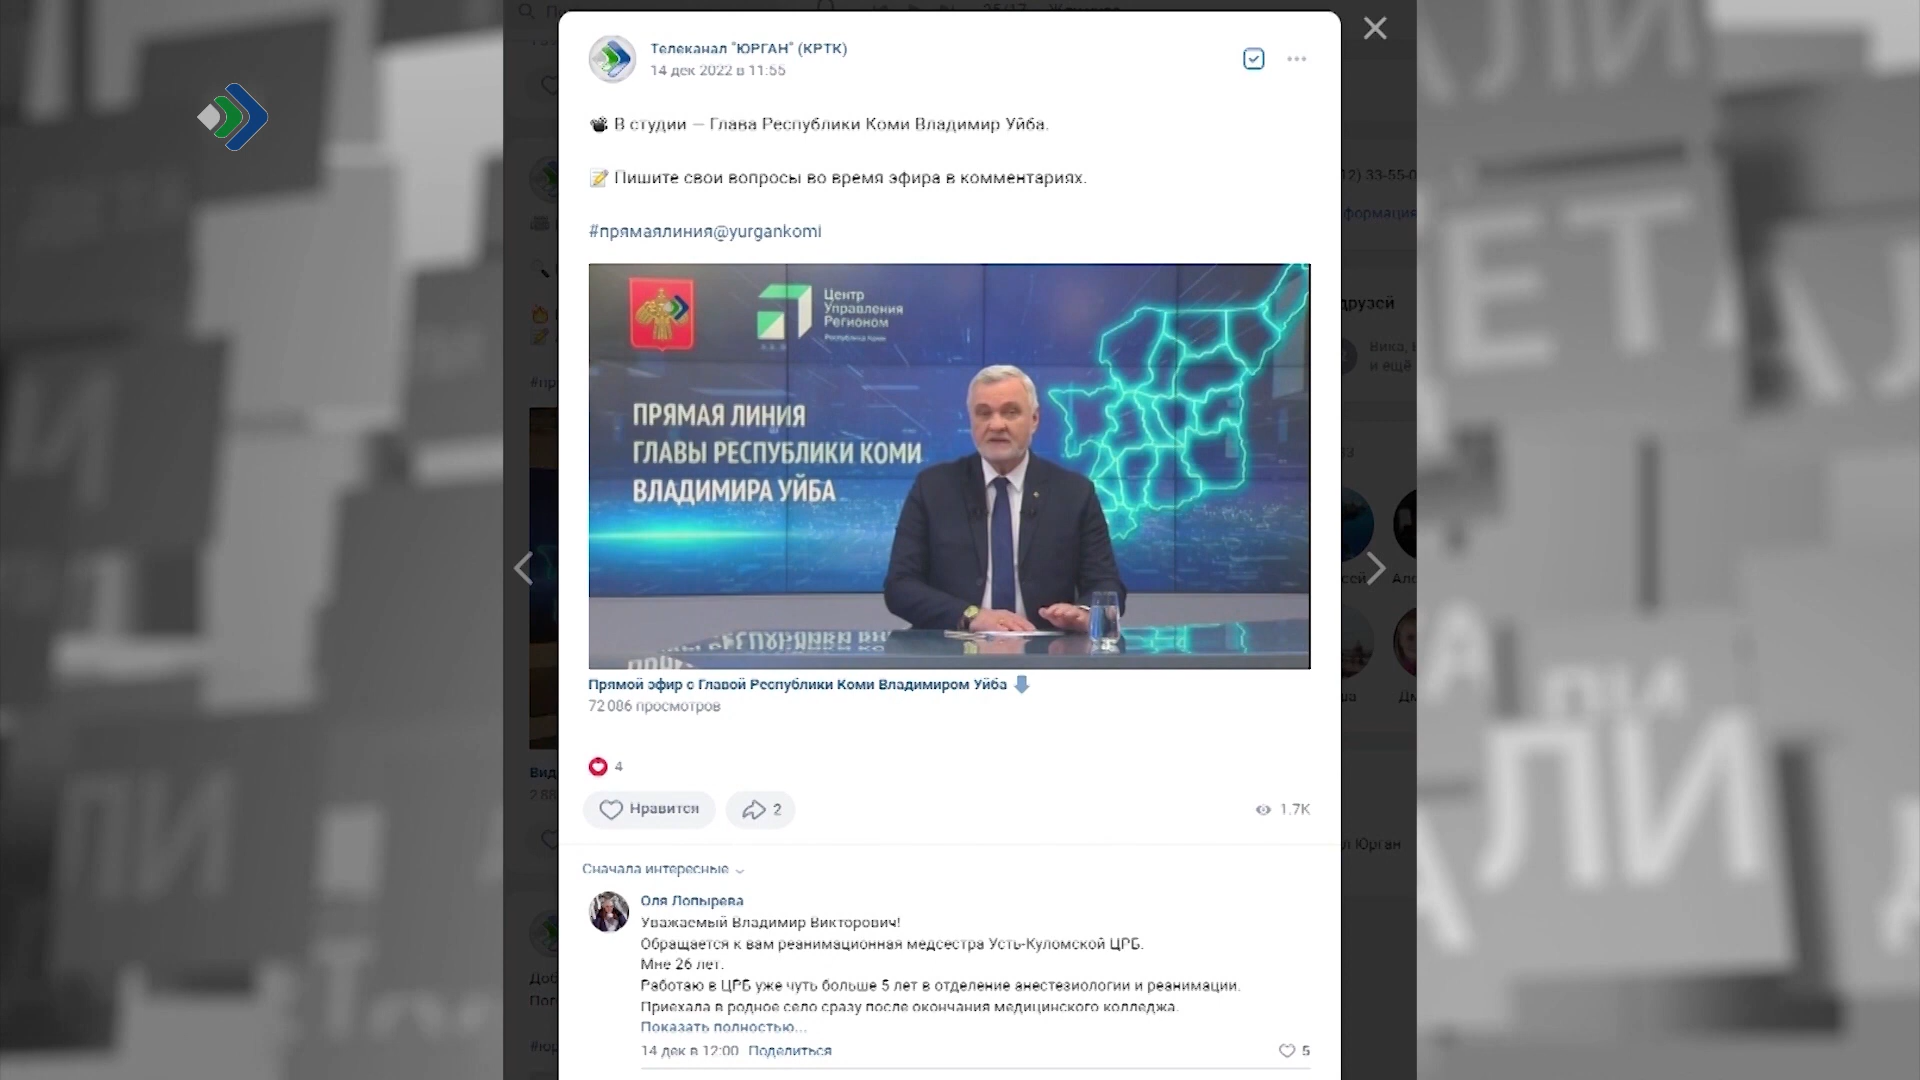 Телеканал "ЮРГАН" (КРТК)
14 дек 2022 в 11:55
В студии — Глава Республики Коми Владимир Уйба.
Пишите свои вопросы во время эфира в комментариях.
#прямаялиния@yurgankomi
Центр
Управления
Регионом
Республика Коми
ПРЯМАЯ ЛИНИЯ
ГЛАВЫ РЕСПУБЛИКИ КОМИ
ВЛАДИМИРА УЙБА
Прямой эфир с Главой Республики Коми Владимиром Уйба
72 086 просмотров
4
Нравится
2
1.7K
Сначала интересные
Оля Лопырева
Уважаемый Владимир Викторович!
Обращается к вам реанимационная медсестра Усть-Куломской ЦРБ.
Мне 26 лет.
Работаю в ЦРБ уже чуть больше 5 лет в отделение анестезиологии и реанимации.
Приехала в родное село сразу после окончания медицинского колледжа.
Показать полностью...
14 дек в 12:00 Поделиться
5